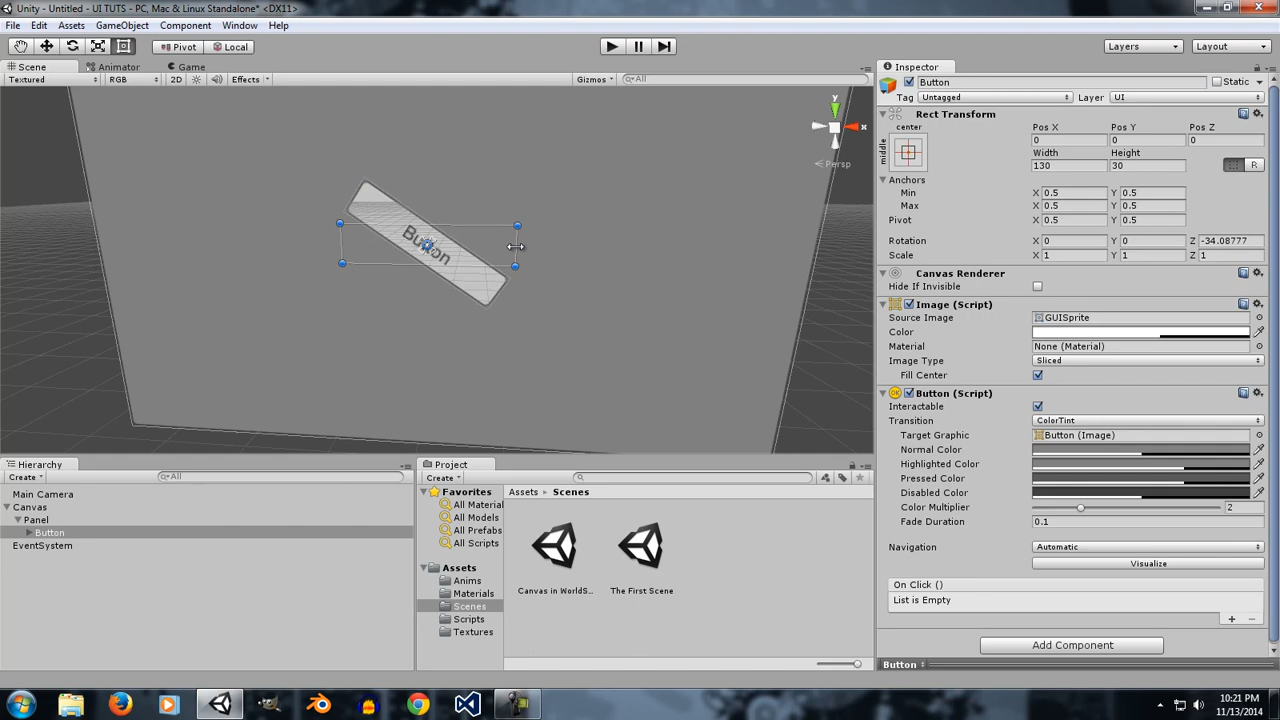 Unity - Untitled - UI TUTS - PC, Mac & Linux Standalone* <DX11>
File Edit Assets GameObject Component Window Help
Pivot Local Layers Layout
Scene Animator Game
Textured RGB 2D Effects Gizmos All
y
x
Persp
Button
Inspector
Button Static
Tag Untagged Layer UI
Rect Transform
center
middle
Pos X Pos Y Pos Z
0 0 0
Width Height
130 30 R
Anchors
Min X 0.5 Y 0.5
Max X 0.5 Y 0.5
Pivot X 0.5 Y 0.5
Rotation X 0 Y 0 Z -34.08777
Scale X 1 Y 1 Z 1
Canvas Renderer
Hide If Invisible
Image (Script)
Source Image GUISprite
Color
Material None (Material)
Image Type Sliced
Fill Center
Button (Script)
Interactable
Transition ColorTint
Target Graphic Button (Image)
Normal Color
Highlighted Color
Pressed Color
Disabled Color
Color Multiplier 2
Fade Duration 0.1
Navigation Automatic
Visualize
On Click ()
List is Empty
Add Component
Button
Hierarchy
Create All
Main Camera
Canvas
Panel
Button
EventSystem
Project
Create
Favorites
All Material
All Models
All Prefabs
All Scripts
Assets
Anims
Materials
Scenes
Scripts
Textures
Assets Scenes
Canvas in WorldS... The First Scene
10:21 PM
11/13/2014